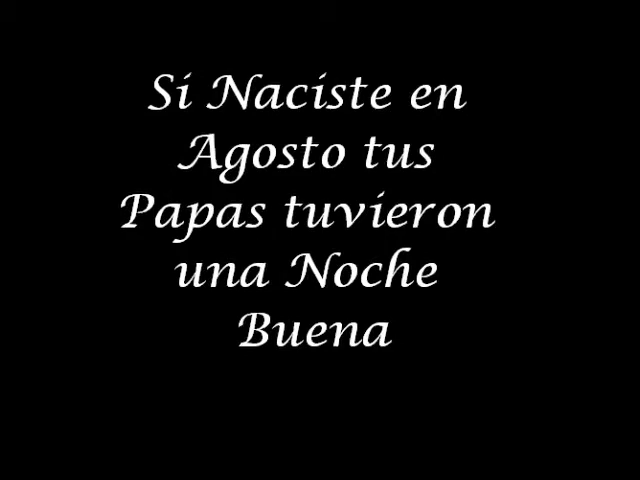 Si Naciste en
Agosto tus
Papas tuvieron
una Noche
Buena